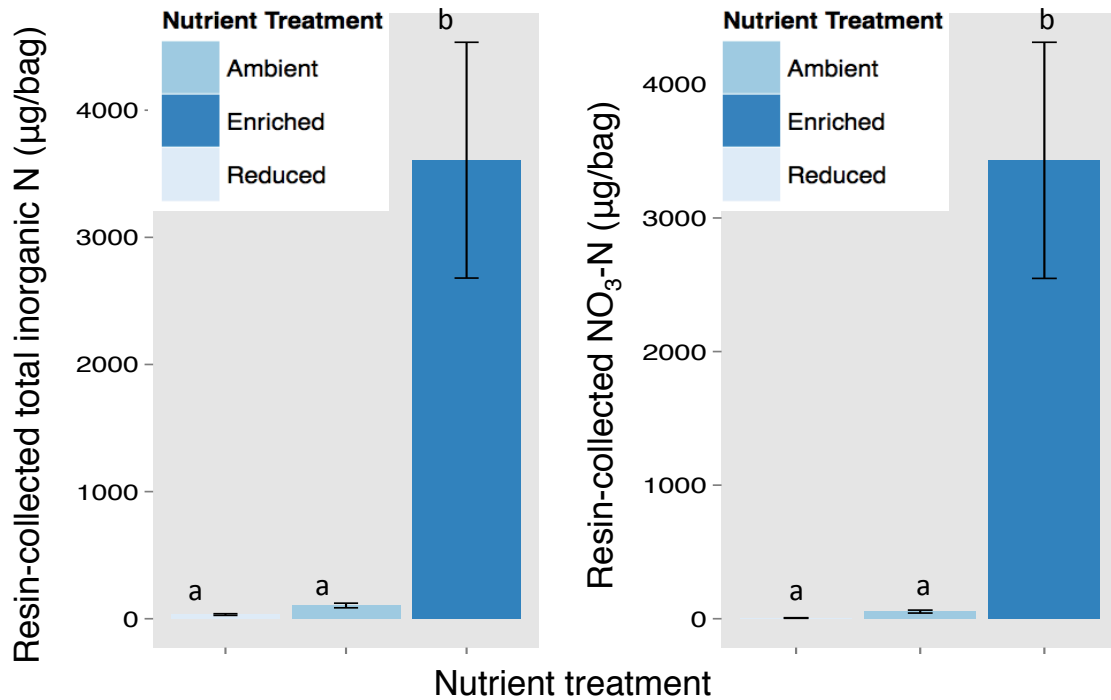 Resin-collected total inorganic N (µg/bag)
Nutrient Treatment
Ambient
Enriched
Reduced
4000
3000
2000
1000
0
a
a
b
Resin-collected NO₃-N (µg/bag)
Nutrient Treatment
Ambient
Enriched
Reduced
4000
3000
2000
1000
0
a
a
b
Nutrient treatment